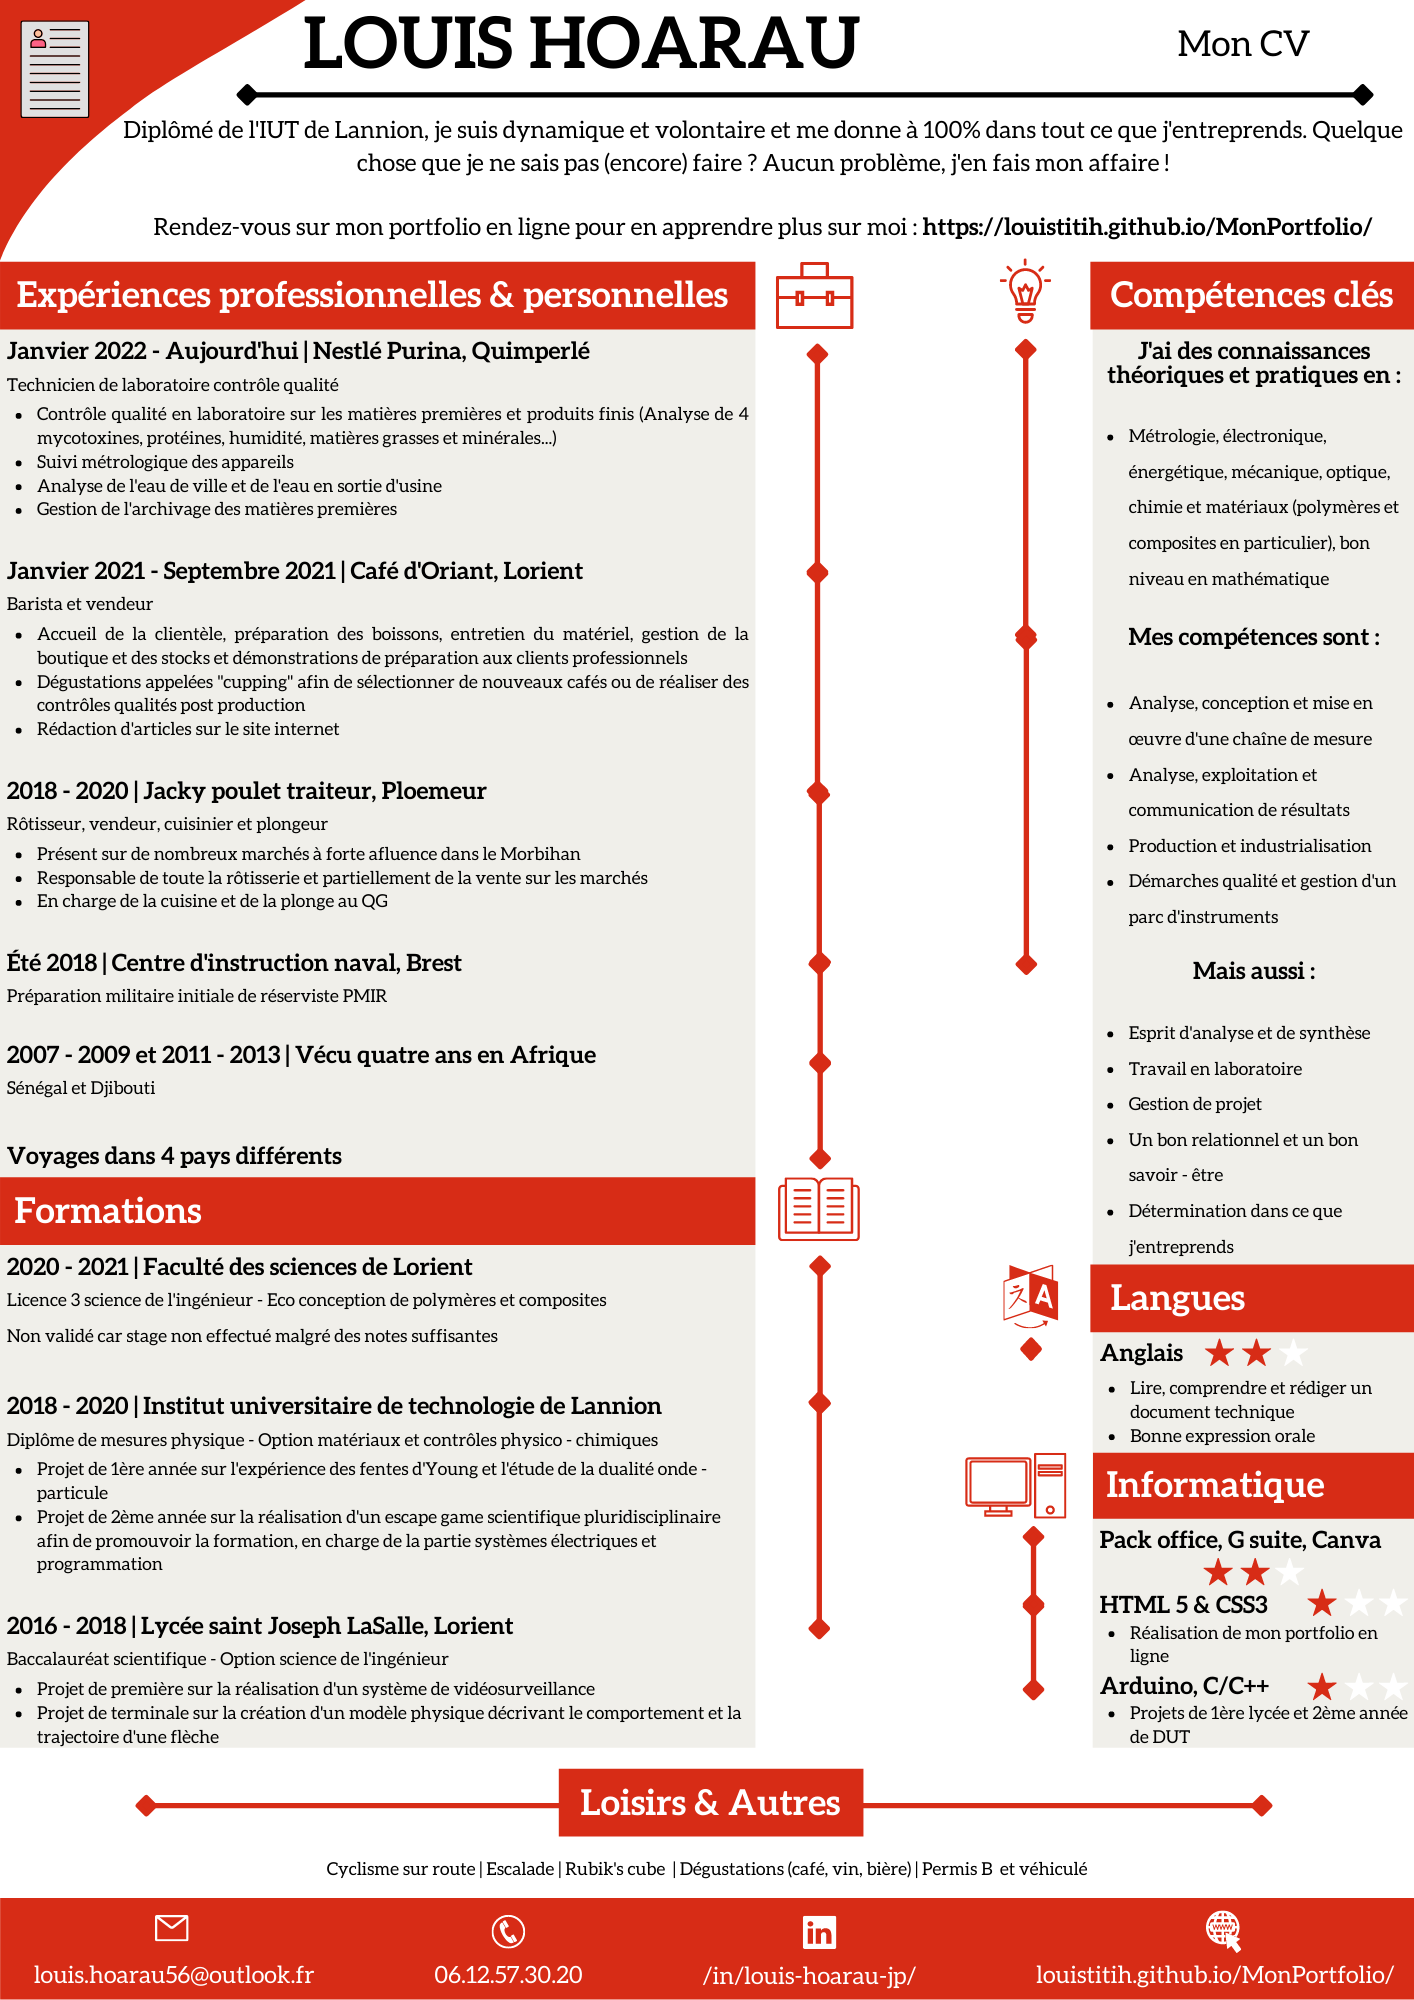 LOUIS HOARAU
Mon CV
Diplômé de l'IUT de Lannion, je suis dynamique et volontaire et me donne à 100% dans tout ce que j'entreprends. Quelque
chose que je ne sais pas (encore) faire ? Aucun problème, j'en fais mon affaire !
Rendez-vous sur mon portfolio en ligne pour en apprendre plus sur moi : https://louistitih.github.io/MonPortfolio/
Expériences professionnelles & personnelles
Janvier 2022 - Aujourd'hui | Nestlé Purina, Quimperlé
Technicien de laboratoire contrôle qualité
• Contrôle qualité en laboratoire sur les matières premières et produits finis (Analyse de 4
mycotoxines, protéines, humidité, matières grasses et minérales...)
• Suivi métrologique des appareils
• Analyse de l'eau de ville et de l'eau en sortie d'usine
• Gestion de l'archivage des matières premières
Janvier 2021 - Septembre 2021 | Café d'Oriant, Lorient
Barista et vendeur
• Accueil de la clientèle, préparation des boissons, entretien du matériel, gestion de la
boutique et des stocks et démonstrations de préparation aux clients professionnels
• Dégustations appelées "cupping" afin de sélectionner de nouveaux cafés ou de réaliser des
contrôles qualités post production
• Rédaction d'articles sur le site internet
2018 - 2020 | Jacky poulet traiteur, Ploemeur
Rôtisseur, vendeur, cuisinier et plongeur
• Présent sur de nombreux marchés à forte afluence dans le Morbihan
• Responsable de toute la rôtisserie et partiellement de la vente sur les marchés
• En charge de la cuisine et de la plonge au QG
Été 2018 | Centre d'instruction naval, Brest
Préparation militaire initiale de réserviste PMIR
2007 - 2009 et 2011 - 2013 | Vécu quatre ans en Afrique
Sénégal et Djibouti
Voyages dans 4 pays différents
Formations
2020 - 2021 | Faculté des sciences de Lorient
Licence 3 science de l'ingénieur - Eco conception de polymères et composites
Non validé car stage non effectué malgré des notes suffisantes
2018 - 2020 | Institut universitaire de technologie de Lannion
Diplôme de mesures physique - Option matériaux et contrôles physico - chimiques
• Projet de 1ère année sur l'expérience des fentes d'Young et l'étude de la dualité onde -
particule
• Projet de 2ème année sur la réalisation d'un escape game scientifique pluridisciplinaire
afin de promouvoir la formation, en charge de la partie systèmes électriques et
programmation
2016 - 2018 | Lycée saint Joseph LaSalle, Lorient
Baccalauréat scientifique - Option science de l'ingénieur
• Projet de première sur la réalisation d'un système de vidéosurveillance
• Projet de terminale sur la création d'un modèle physique décrivant le comportement et la
trajectoire d'une flèche
Compétences clés
J'ai des connaissances
théoriques et pratiques en :
• Métrologie, électronique,
énergétique, mécanique, optique,
chimie et matériaux (polymères et
composites en particulier), bon
niveau en mathématique
Mes compétences sont :
• Analyse, conception et mise en
œuvre d'une chaîne de mesure
• Analyse, exploitation et
communication de résultats
• Production et industrialisation
• Démarches qualité et gestion d'un
parc d'instruments
Mais aussi :
• Esprit d'analyse et de synthèse
• Travail en laboratoire
• Gestion de projet
• Un bon relationnel et un bon
savoir - être
• Détermination dans ce que
j'entreprends
A
Langues
Anglais
• Lire, comprendre et rédiger un
document technique
• Bonne expression orale
Informatique
Pack office, G suite, Canva
HTML 5 & CSS3
• Réalisation de mon portfolio en
ligne
Arduino, C/C++
• Projets de 1ère lycée et 2ème année
de DUT
Loisirs & Autres
Cyclisme sur route | Escalade | Rubik's cube | Dégustations (café, vin, bière) | Permis B et véhiculé
in
www
louis.hoarau56@outlook.fr
06.12.57.30.20
/in/louis-hoarau-jp/
louistitih.github.io/MonPortfolio/